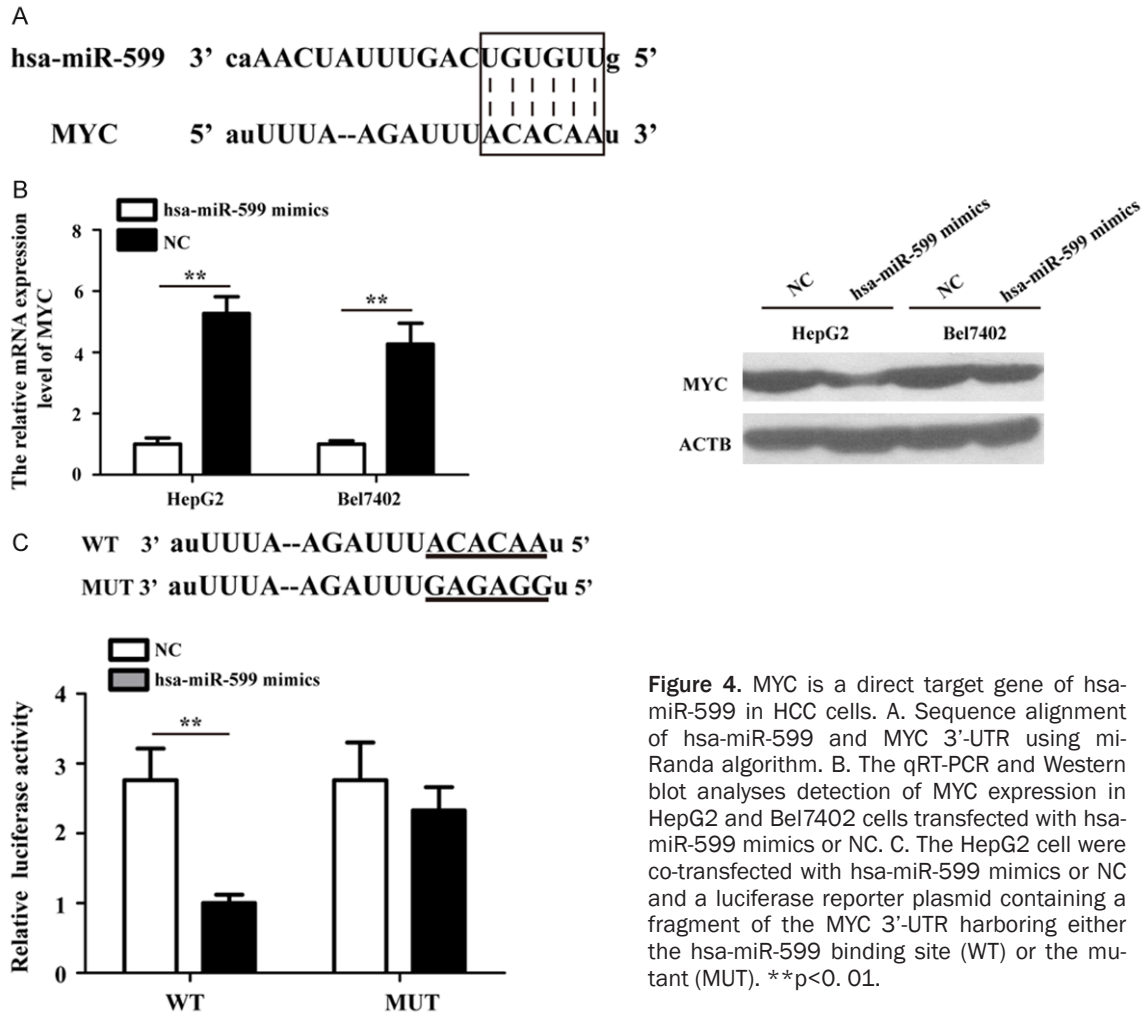 A
hsa-miR-599 3’ caAACUAUUUGACUGUGUUg 5’
MYC 5’ auUUUA--AGAUUUACACAAu 3’
B
hsa-miR-599 mimics
NC
The relative mRNA expression
level of MYC
8
6
4
2
0
**
**
HepG2
Bel7402
NC
hsa-miR-599 mimics
NC
hsa-miR-599 mimics
HepG2
Bel7402
MYC
ACTB
C
WT 3’ auUUUA--AGAUUUACACAAu 5’
MUT 3’ auUUUA--AGAUUUGAGAGGu 5’
NC
hsa-miR-599 mimics
Relative luciferase activity
4
3
2
1
0
**
WT
MUT
Figure 4. MYC is a direct target gene of hsa-
miR-599 in HCC cells. A. Sequence alignment
of hsa-miR-599 and MYC 3’-UTR using mi-
Randa algorithm. B. The qRT-PCR and Western
blot analyses detection of MYC expression in
HepG2 and Bel7402 cells transfected with hsa-
miR-599 mimics or NC. C. The HepG2 cell were
co-transfected with hsa-miR-599 mimics or NC
and a luciferase reporter plasmid containing a
fragment of the MYC 3’-UTR harboring either
the hsa-miR-599 binding site (WT) or the mu-
tant (MUT). **p<0. 01.